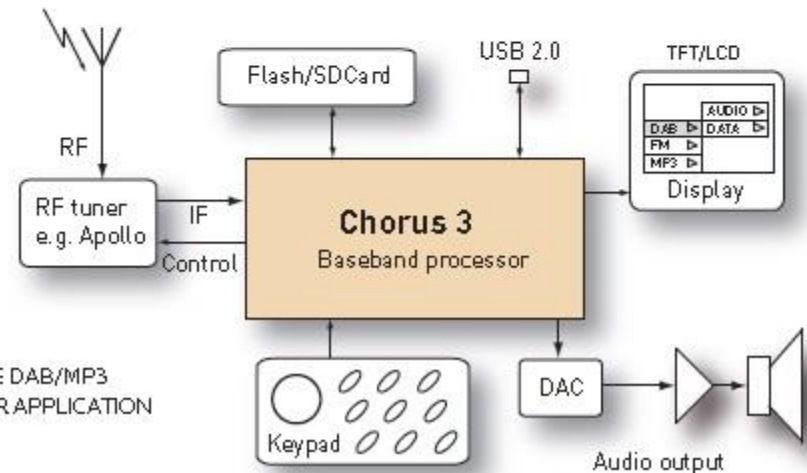 USB 2.0
TFT/LCD
Flash/SDCard
AUDIO
DAB
DATA
FM
MP3
Display
RF
RF tuner
e.g. Apollo
IF
Control
Chorus 3
Baseband processor
DAB/MP3
APPLICATION
Keypad
DAC
Audio output